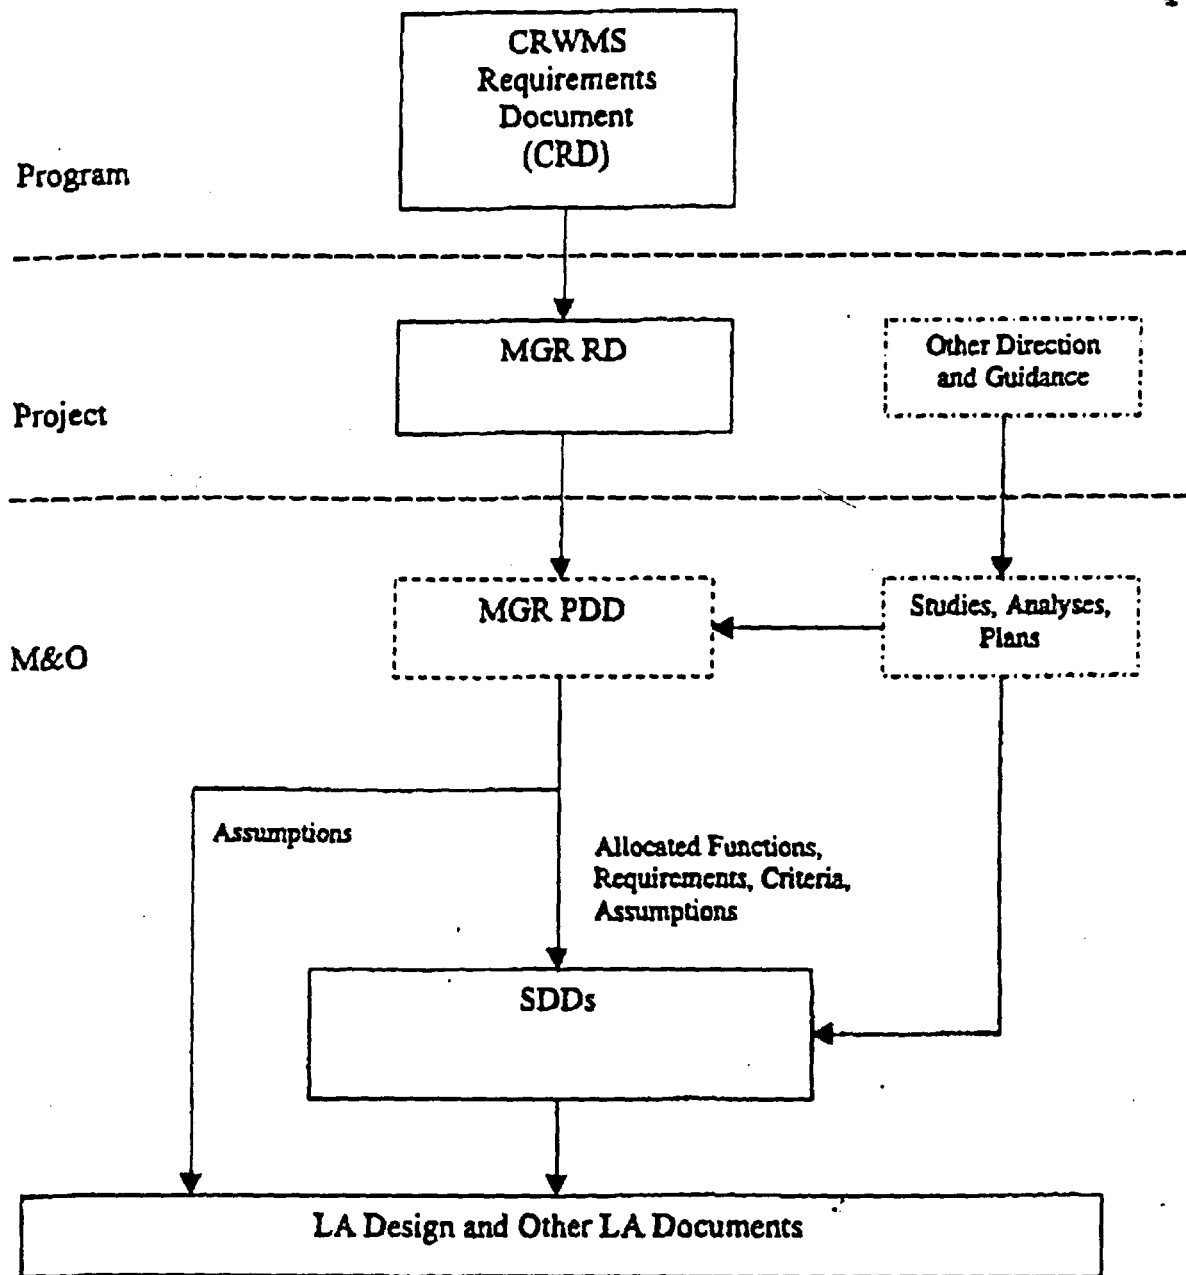 CRWMS
Requirements
Document
(CRD)
Program
MGR RD
Other Direction
and Guidance
Project
MGR PDD
Studies, Analyses,
Plans
M&O
Assumptions
Allocated Functions,
Requirements, Criteria,
Assumptions
SDDs
LA Design and Other LA Documents